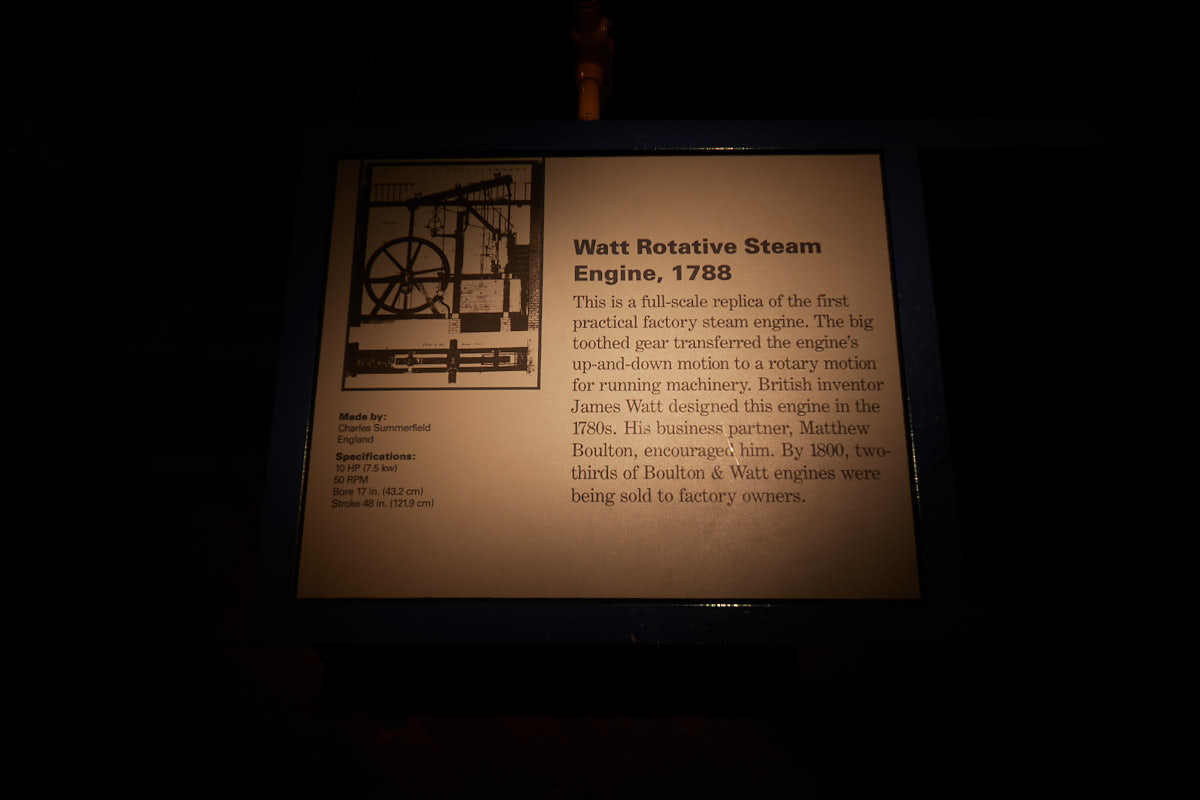 Watt Rotative Steam
Engine, 1788
This is a full-scale replica of the first
practical factory steam engine. The big
toothed gear transferred the engine's
up-and-down motion to a rotary motion
for running machinery. British inventor
James Watt designed this engine in the
1780s. His business partner, Matthew
Boulton, encouraged him. By 1800, two-
thirds of Boulton & Watt engines were
being sold to factory owners.
Made by:
Charles Summerfield
England
Specifications:
10 HP (7.5 kw)
50 RPM
Bore 17 in. (43.2 cm)
Stroke 48 in. (121.9 cm)